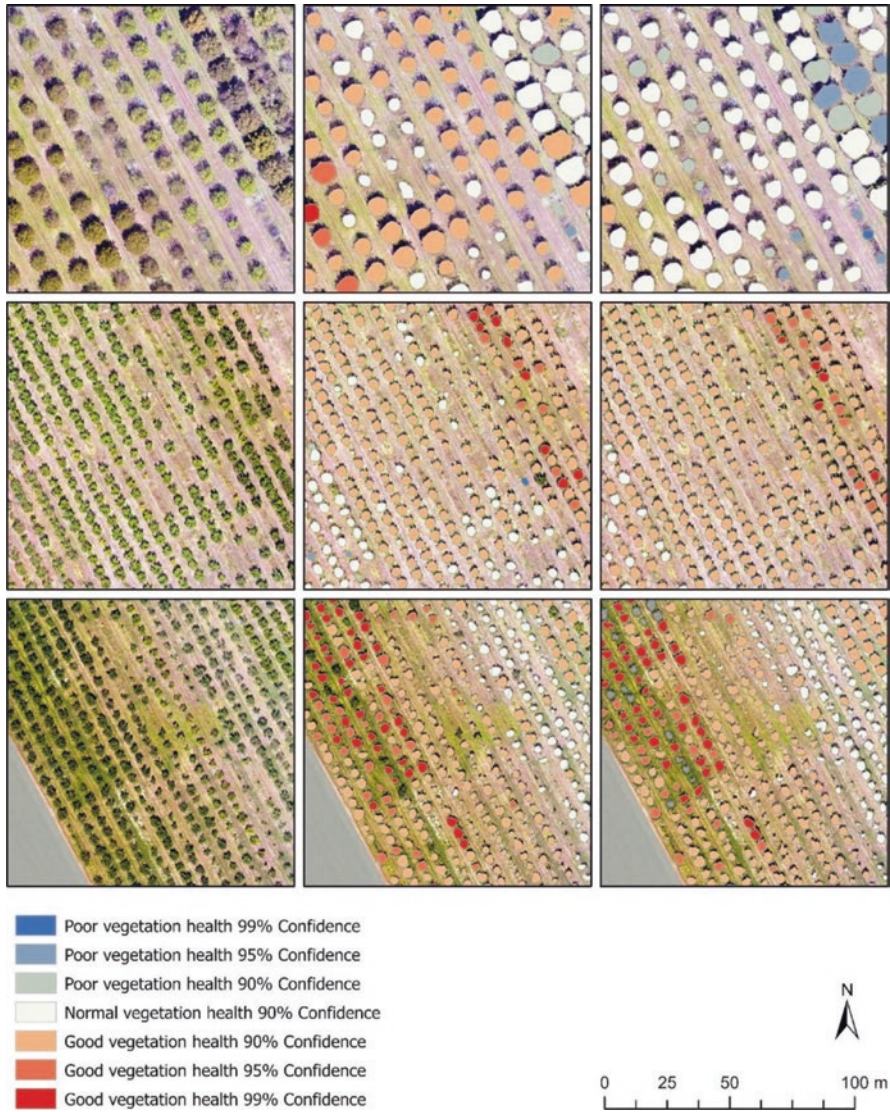 Poor vegetation health 99% Confidence
Poor vegetation health 95% Confidence
Poor vegetation health 90% Confidence
Normal vegetation health 90% Confidence
Good vegetation health 90% Confidence
Good vegetation health 95% Confidence
Good vegetation health 99% Confidence
N
0 25 50 100 m